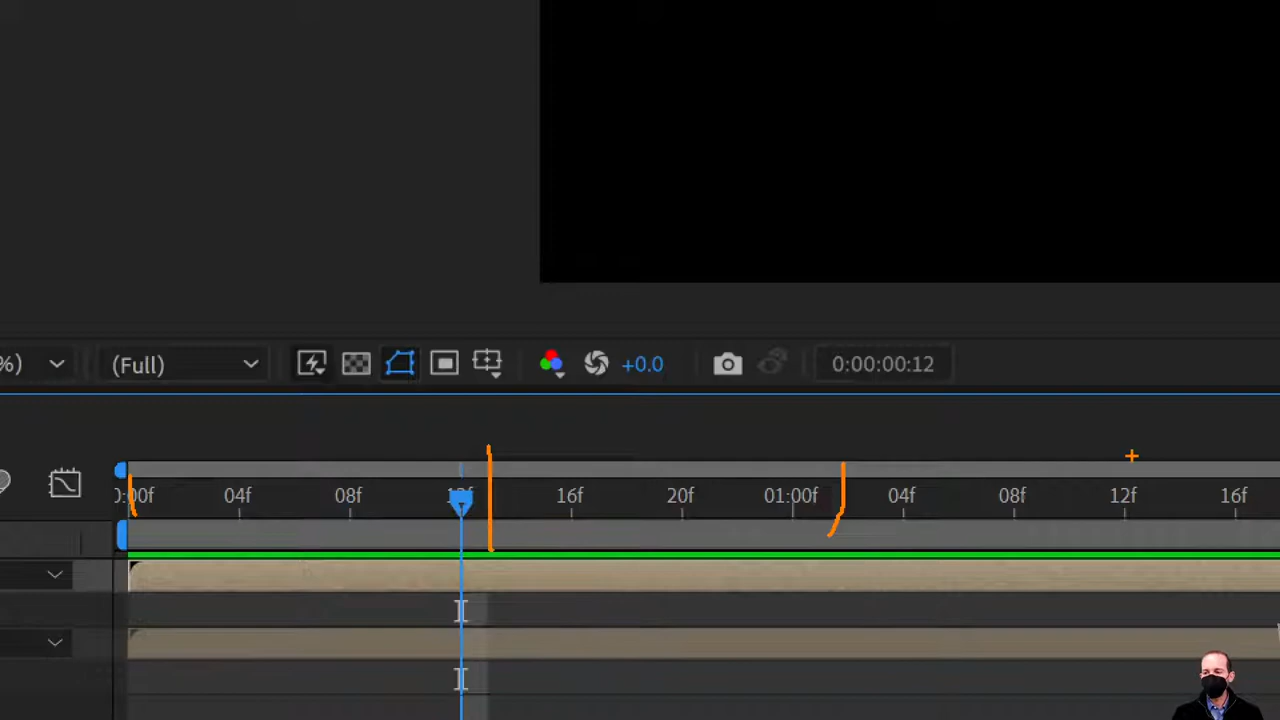 %) (Full) +0.0 0:00:00:12
0:00f 04f 08f 12f 16f 20f 01:00f 04f 08f 12f 16f